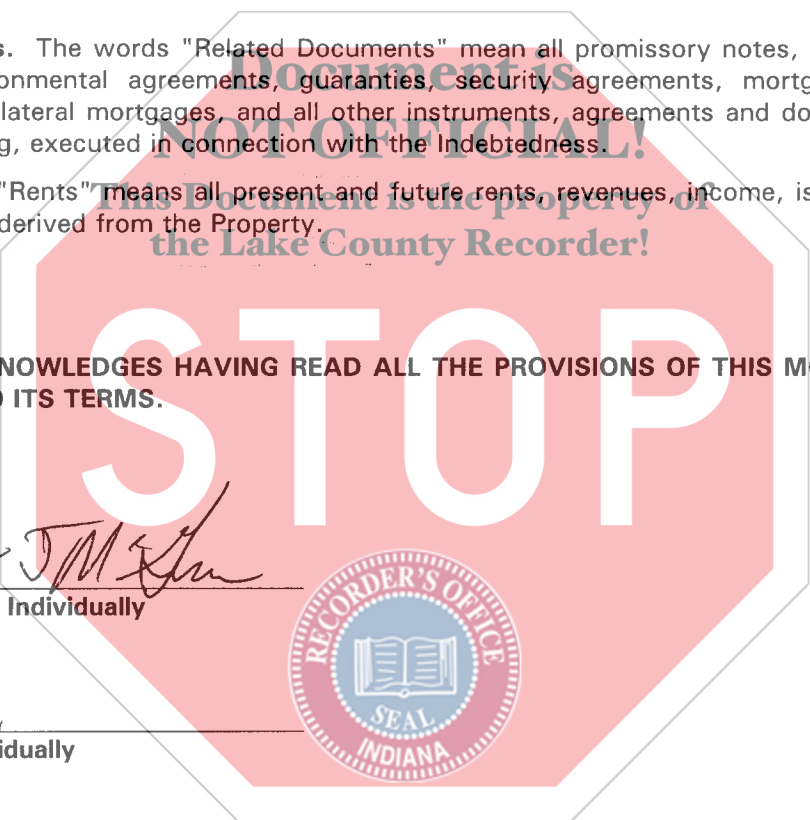 s. The words "Related Documents" mean all promissory notes,
onmental agreements, guaranties, security agreements, mortg
lateral mortgages, and all other instruments, agreements and do
g, executed in connection with the Indebtedness.
"Rents" means all present and future rents, revenues, income, is
derived from the Property.
Document is
NOT OFFICIAL!
This Document is the property of
the Lake County Recorder!
STOP
NOWLEDGES HAVING READ ALL THE PROVISIONS OF THIS M
ITS TERMS.
Individually
idually
RECORDER'S OFFICE
SEAL
INDIANA